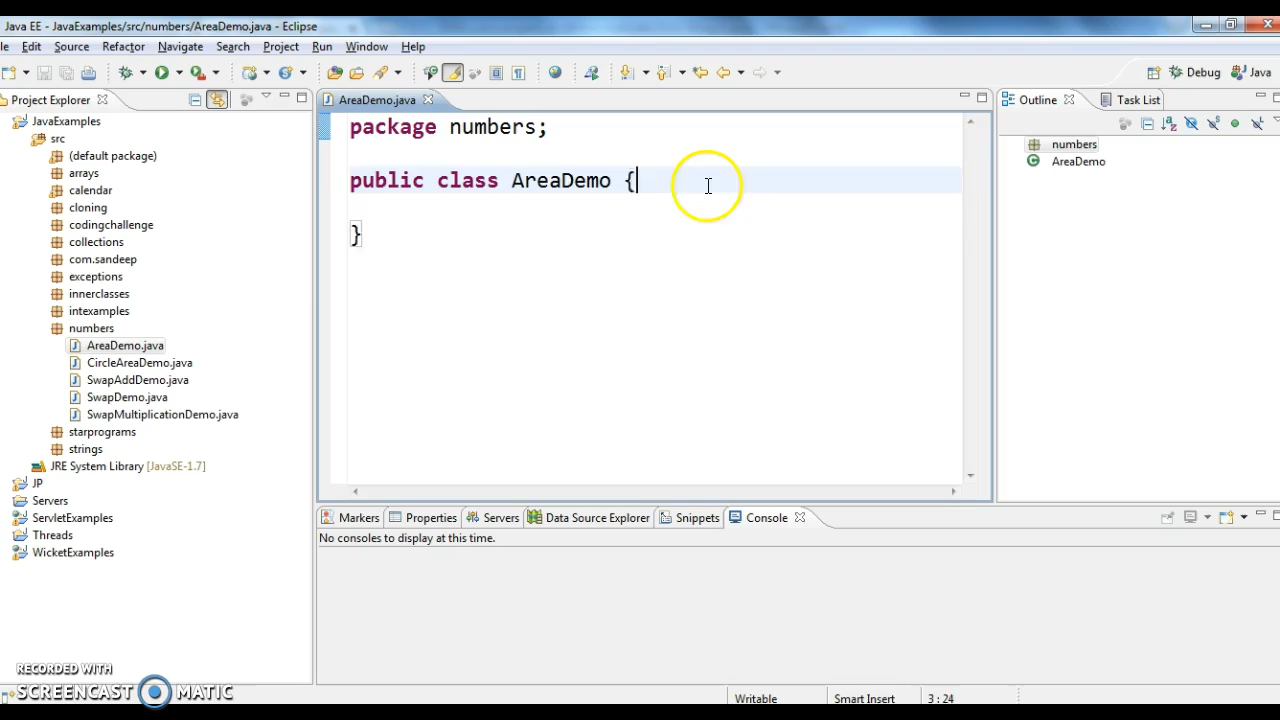 Java EE - JavaExamples/src/numbers/AreaDemo.java - Eclipse
le Edit Source Refactor Navigate Search Project Run Window Help
Debug Java
Project Explorer
JavaExamples
src
(default package)
arrays
calendar
cloning
codingchallenge
collections
com.sandeep
exceptions
innerclasses
intexamples
numbers
AreaDemo.java
CircleAreaDemo.java
SwapAddDemo.java
SwapDemo.java
SwapMultiplicationDemo.java
starprograms
strings
JRE System Library [JavaSE-1.7]
JP
Servers
ServletExamples
Threads
WicketExamples
AreaDemo.java
package numbers;
public class AreaDemo {
}
Outline Task List
numbers
AreaDemo
Markers Properties Servers Data Source Explorer Snippets Console
No consoles to display at this time.
RECORDED WITH
SCREENCAST MATIC
Writable Smart Insert 3 : 24